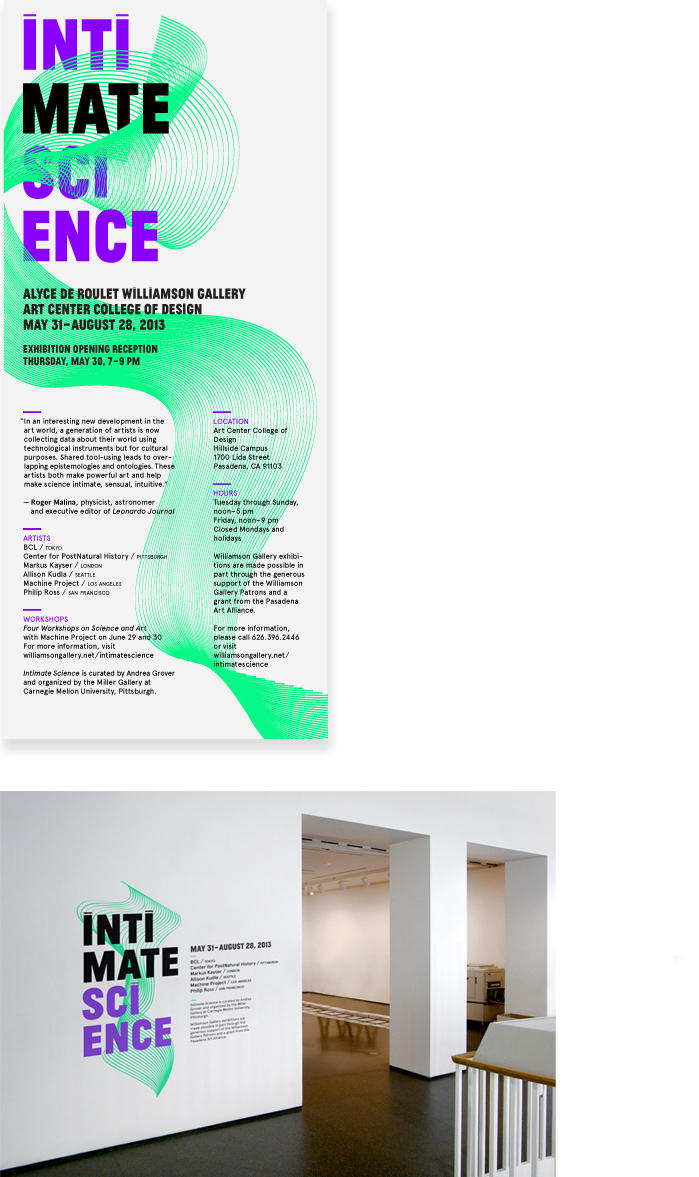 INTI
MATE
SCI
ENCE
ALYCE DE ROULET WILLIAMSON GALLERY
ART CENTER COLLEGE OF DESIGN
MAY 31–AUGUST 28, 2013
EXHIBITION OPENING RECEPTION
THURSDAY, MAY 30, 7–9 PM
“In an interesting new development in the
art world, a generation of artists is now
collecting data about their world using
technological instruments but for cultural
purposes. Shared tool-using leads to over-
lapping epistemologies and ontologies. These
artists both make powerful art and help
make science intimate, sensual, intuitive.”
— Roger Malina, physicist, astronomer
and executive editor of Leonardo Journal
ARTISTS
BCL / TOKYO
Center for PostNatural History / PITTSBURGH
Markus Kayser / LONDON
Allison Kudla / SEATTLE
Machine Project / LOS ANGELES
Philip Ross / SAN FRANCISCO
WORKSHOPS
Four Workshops on Science and Art
with Machine Project on June 29 and 30
For more information, visit
williamsongallery.net/intimatescience
Intimate Science is curated by Andrea Grover
and organized by the Miller Gallery at
Carnegie Mellon University, Pittsburgh.
LOCATION
Art Center College of
Design
Hillside Campus
1700 Lida Street
Pasadena, CA 91103
HOURS
Tuesday through Sunday,
noon–5 pm
Friday, noon–9 pm
Closed Mondays and
holidays
Williamson Gallery exhibi-
tions are made possible in
part through the generous
support of the Williamson
Gallery Patrons and a
grant from the Pasadena
Art Alliance.
For more information,
please call 626.396.2446
or visit
williamsongallery.net/
intimatescience
INTI
MATE
SCI
ENCE
MAY 31–AUGUST 28, 2013
BCL / TOKYO
Center for PostNatural History / PITTSBURGH
Markus Kayser / LONDON
Allison Kudla / SEATTLE
Machine Project / LOS ANGELES
Philip Ross / SAN FRANCISCO
Intimate Science is curated by Andrea
Grover and organized by the Miller
Gallery at Carnegie Mellon University,
Pittsburgh.
Williamson Gallery exhibitions are
made possible in part through the
generous support of the Williamson
Gallery Patrons and a grant from the
Pasadena Art Alliance.